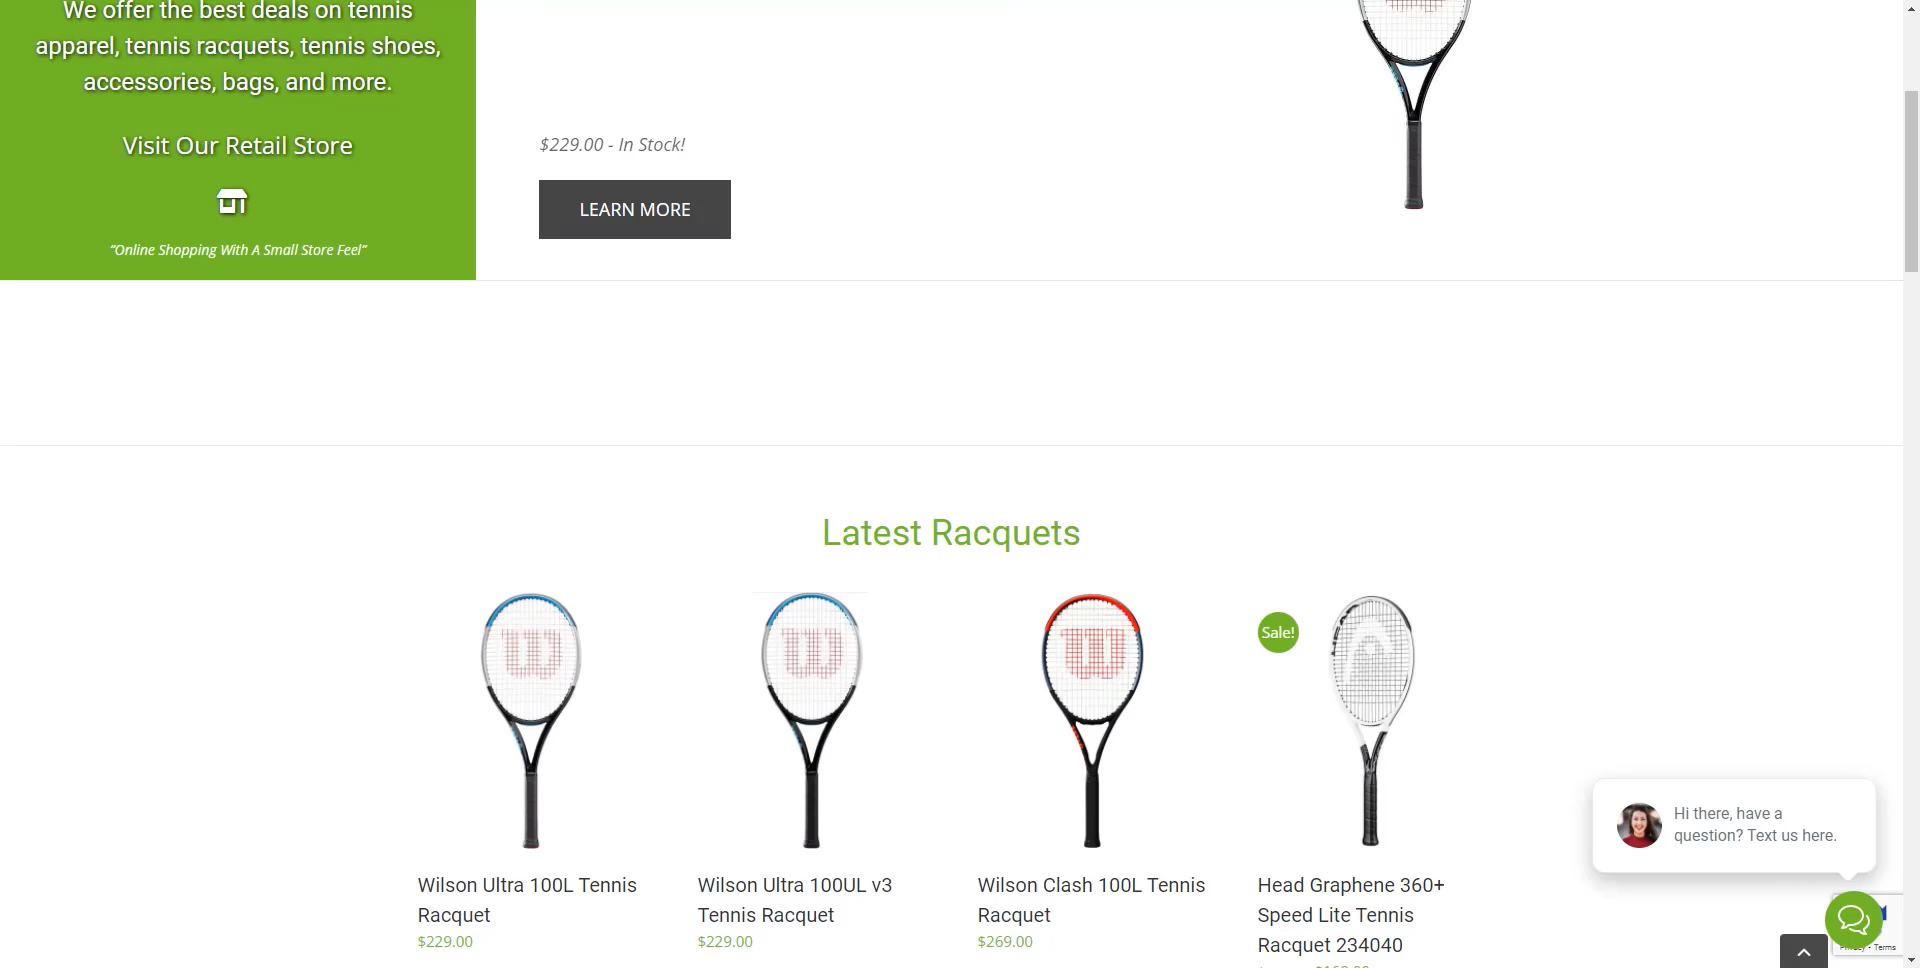 We offer the best deals on tennis
apparel, tennis racquets, tennis shoes,
accessories, bags, and more.
Visit Our Retail Store
“Online Shopping With A Small Store Feel”
$229.00 - In Stock!
LEARN MORE
Latest Racquets
Sale!
Wilson Ultra 100L Tennis
Racquet
$229.00
Wilson Ultra 100UL v3
Tennis Racquet
$229.00
Wilson Clash 100L Tennis
Racquet
$269.00
Head Graphene 360+
Speed Lite Tennis
Racquet 234040
Hi there, have a
question? Text us here.
Privacy - Terms